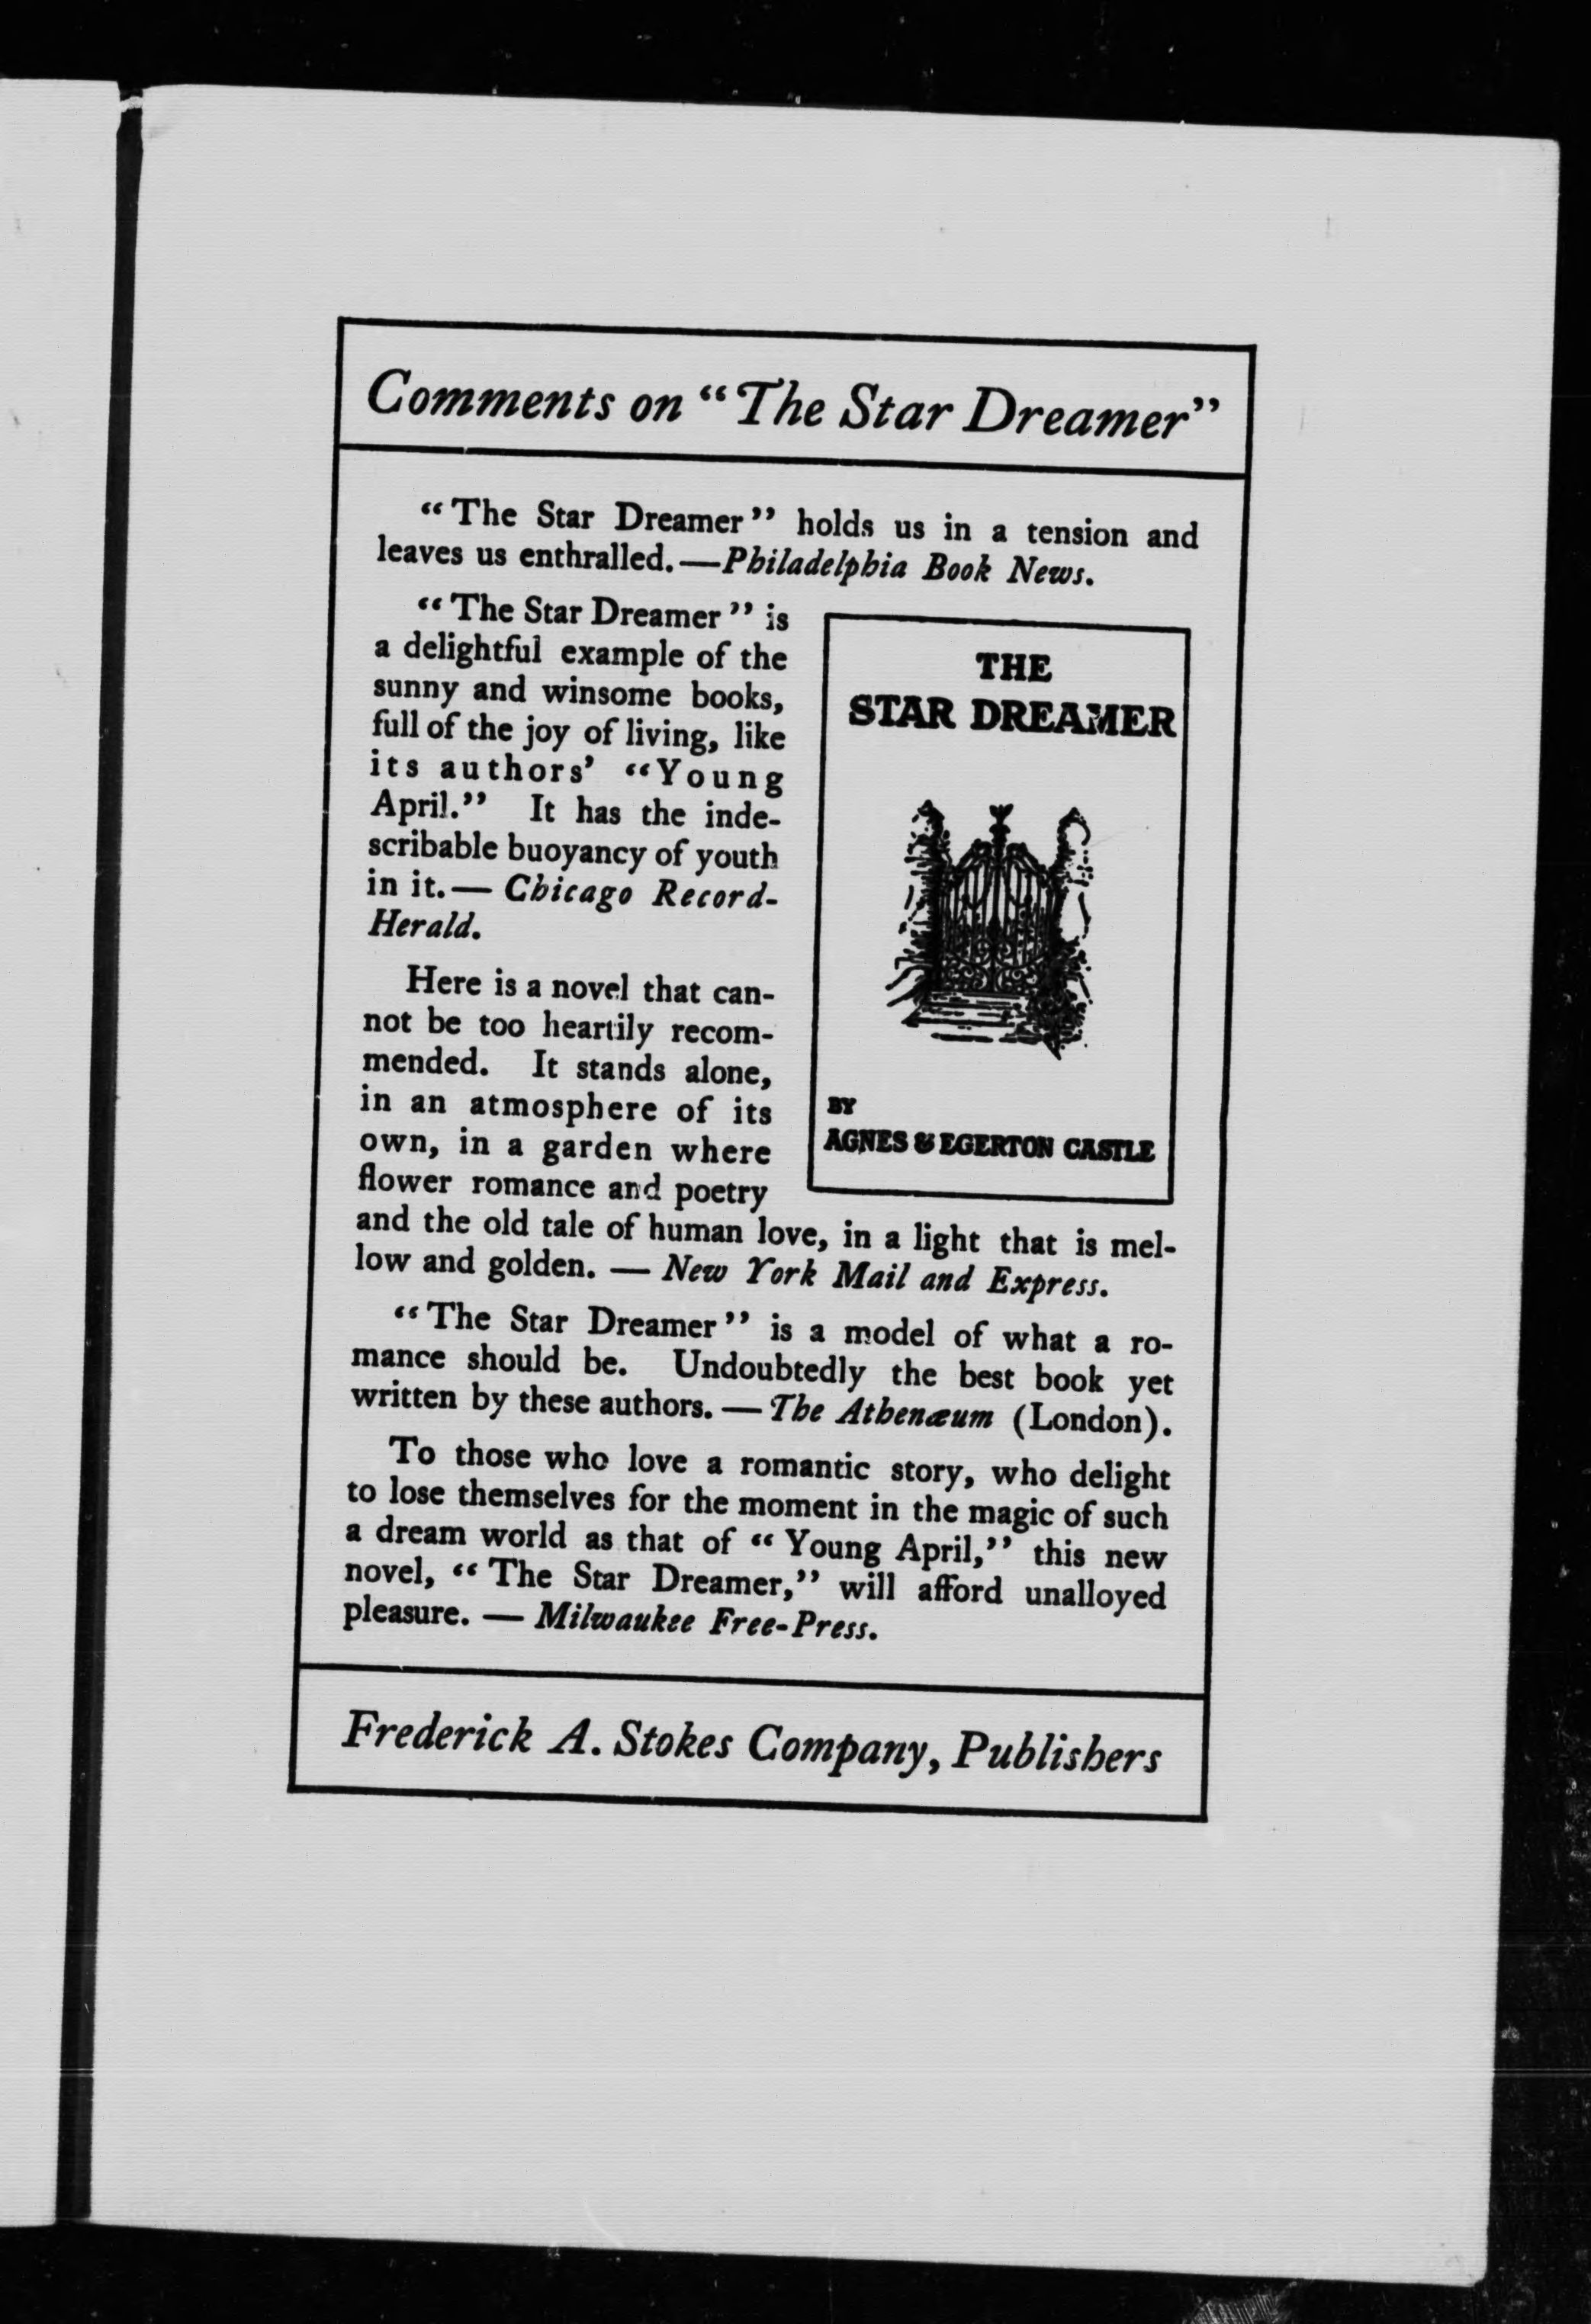 Comments on "The Star Dreamer"
"The Star Dreamer" holds us in a tension and
leaves us enthralled.—Philadelphia Book News.
"The Star Dreamer" is
a delightful example of the
sunny and winsome books,
full of the joy of living, like
its authors' "Young
April." It has the inde-
scribable buoyancy of youth
in it.— Chicago Record-
Herald.
Here is a novel that can-
not be too heartily recom-
mended. It stands alone,
in an atmosphere of its
own, in a garden where
flower romance and poetry
and the old tale of human love, in a light that is mel-
low and golden. — New York Mail and Express.
THE
STAR DREAMER
BY
AGNES & EGERTON CASTLE
"The Star Dreamer" is a model of what a ro-
mance should be. Undoubtedly the best book yet
written by these authors. — The Athenæum (London).
To those who love a romantic story, who delight
to lose themselves for the moment in the magic of such
a dream world as that of "Young April," this new
novel, "The Star Dreamer," will afford unalloyed
pleasure. — Milwaukee Free-Press.
Frederick A. Stokes Company, Publishers